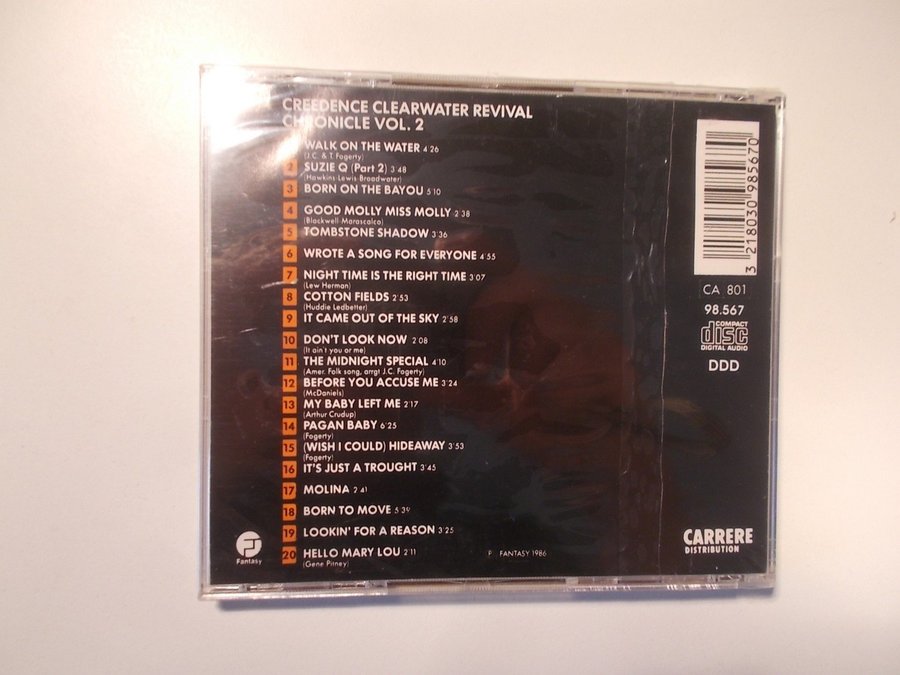 CREEDENCE CLEARWATER REVIVAL
CHRONICLE VOL. 2
WALK ON THE WATER 4:26
(J.C. & T. Fogerty)
2 SUZIE Q (Part 2) 3:48
(Hawkins-Lewis-Broadwater)
3 BORN ON THE BAYOU 5:10
4 GOOD MOLLY MISS MOLLY 2:38
(Blackwell-Marascalco)
5 TOMBSTONE SHADOW 3:36
6 WROTE A SONG FOR EVERYONE 4:55
7 NIGHT TIME IS THE RIGHT TIME 3:07
(Lew Herman)
8 COTTON FIELDS 2:53
(Huddie Ledbetter)
9 IT CAME OUT OF THE SKY 2:58
10 DON'T LOOK NOW 2:08
(It ain't you or me)
11 THE MIDNIGHT SPECIAL 4:10
(Amer. Folk song, arrgt J.C. Fogerty)
12 BEFORE YOU ACCUSE ME 3:24
(McDaniels)
13 MY BABY LEFT ME 2:17
(Arthur Crudup)
14 PAGAN BABY 6:25
(Fogerty)
15 (WISH I COULD) HIDEAWAY 3:53
(Fogerty)
16 IT'S JUST A TROUGHT 3:45
17 MOLINA 2:41
18 BORN TO MOVE 5:39
19 LOOKIN' FOR A REASON 3:25
20 HELLO MARY LOU 2:11
(Gene Pitney)
Fantasy
P FANTASY 1986
3 218030 985670
CA 801
98.567
COMPACT
disc
DIGITAL AUDIO
DDD
CARRERE
DISTRIBUTION